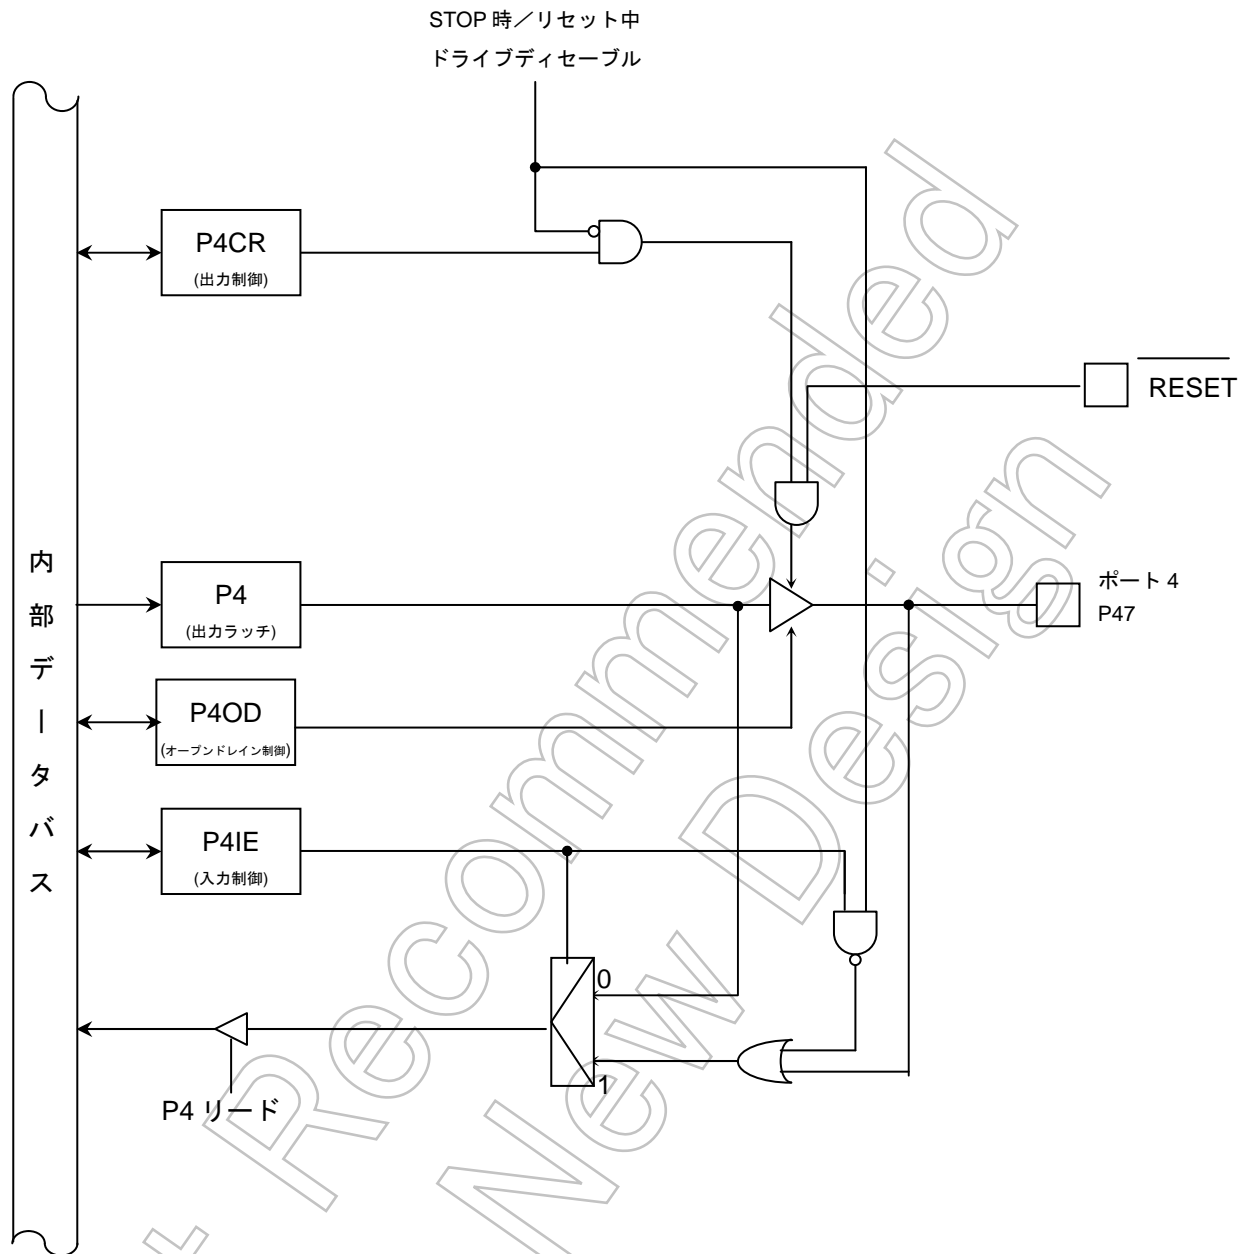 STOP 時／リセット中
ドライブディセーブル
P4CR
(出力制御)
RESET
内部データバス
P4
(出力ラッチ)
ポート 4
P47
P4OD
(オープンドレイン制御)
P4IE
(入力制御)
0
1
P4 リード
Recommended
New Design